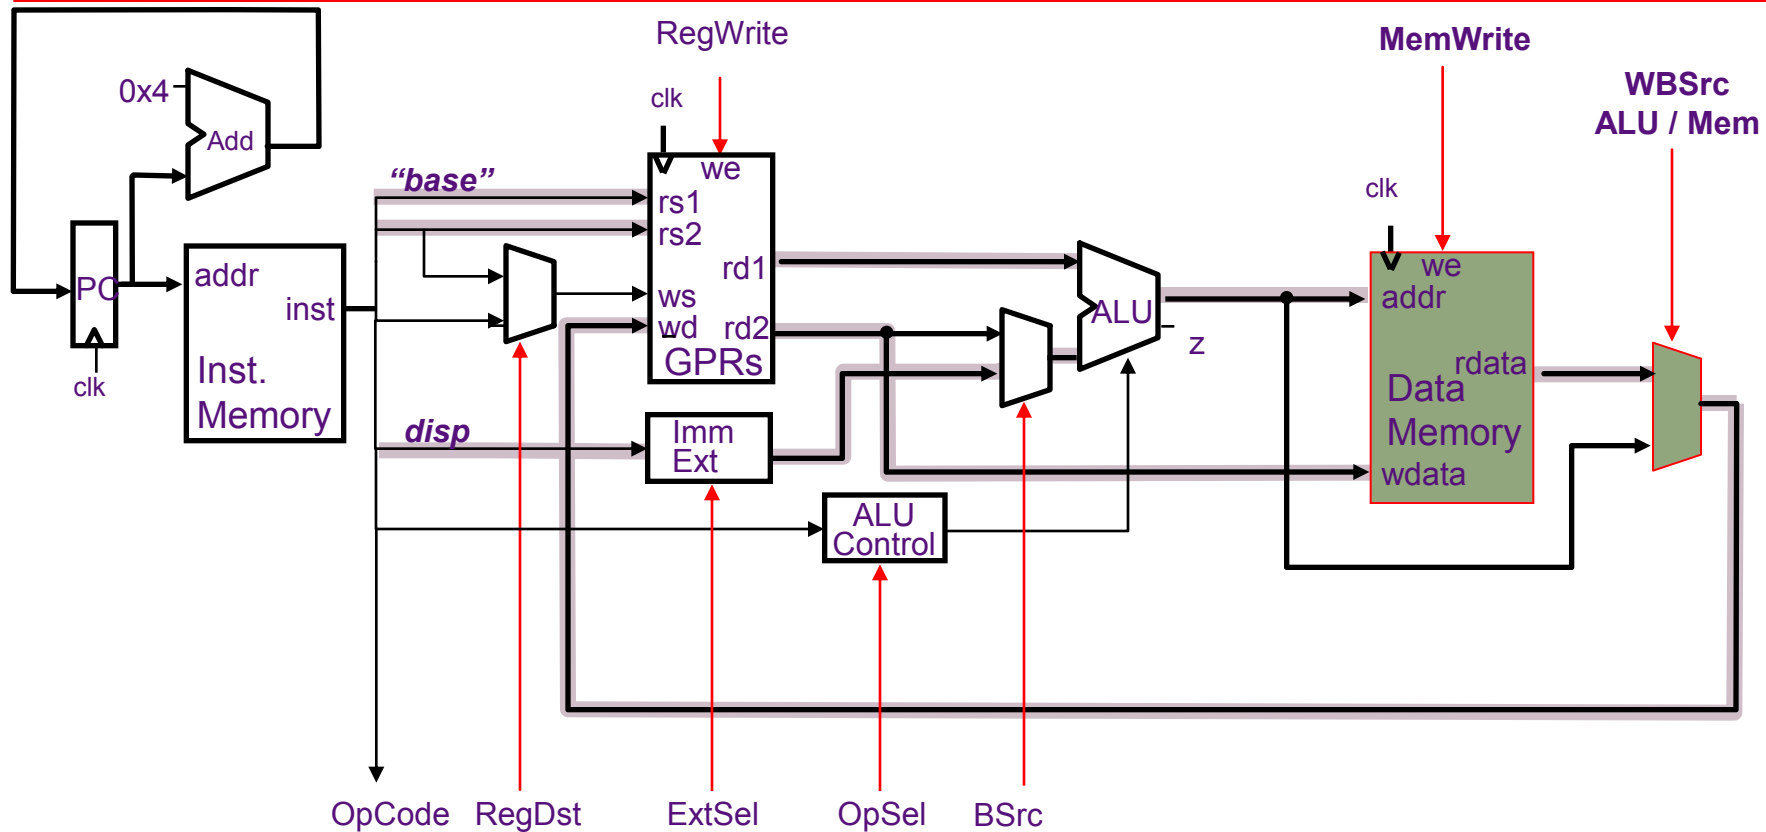 RegWrite
MemWrite
WBSrc
ALU / Mem
0x4
Add
clk
“base”
we
rs1
rs2
rd1
ws
wd
rd2
GPRs
clk
we
addr
ALU
z
rdata
Data
Memory
wdata
PC
clk
addr
inst
Inst.
Memory
disp
Imm
Ext
ALU
Control
OpCode
RegDst
ExtSel
OpSel
BSrc